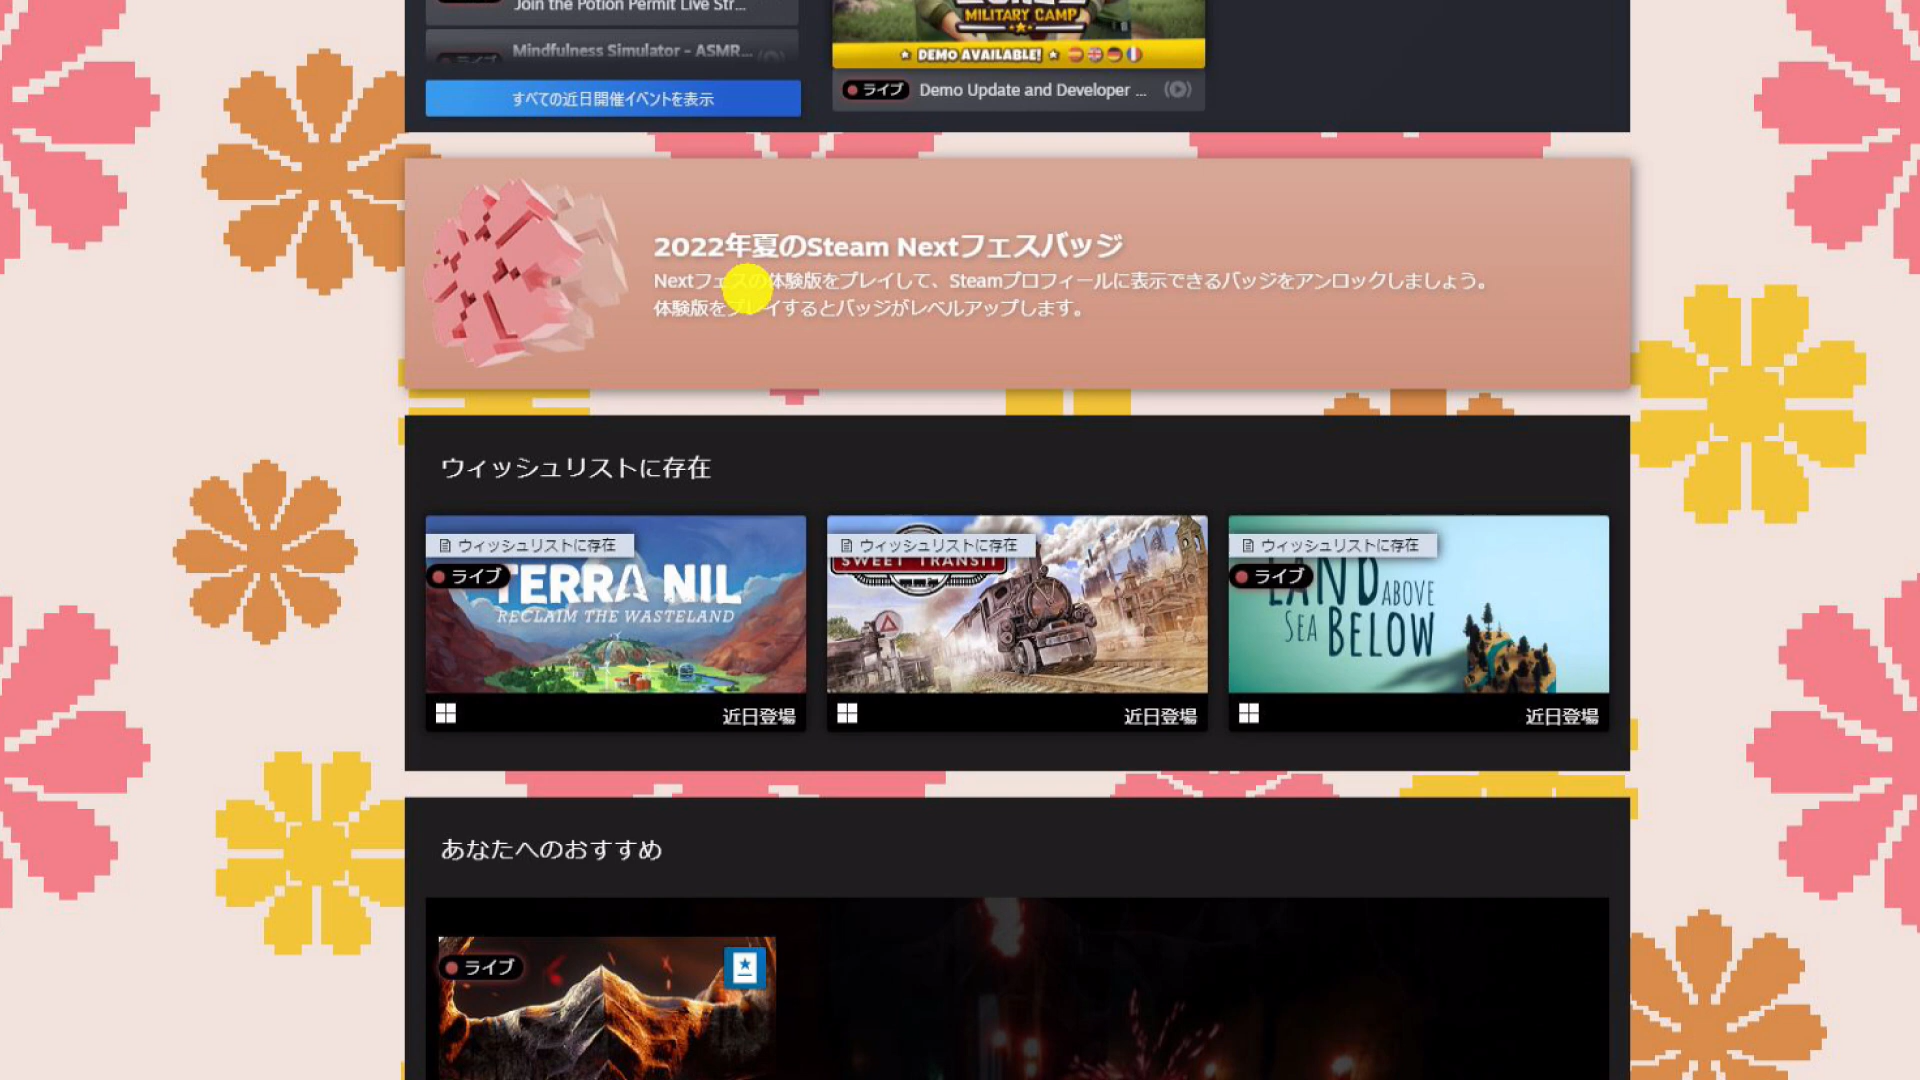 Join the Potion Permit Live Str...
Mindfulness Simulator - ASMR...
ライブ
すべての近日開催イベントを表示
MILITARY CAMP
DEMO AVAILABLE!
ライブ
Demo Update and Developer ...
2022年夏のSteam Nextフェスバッジ
Nextフェスの体験版をプレイして、Steamプロフィールに表示できるバッジをアンロックしましょう。
体験版をプレイするとバッジがレベルアップします。
ウィッシュリストに存在
ウィッシュリストに存在
ライブ
TERRA NIL
RECLAIM THE WASTELAND
近日登場
ウィッシュリストに存在
SWEET TRANSIT
近日登場
ウィッシュリストに存在
ライブ
LAND ABOVE
SEA BELOW
近日登場
あなたへのおすすめ
ライブ